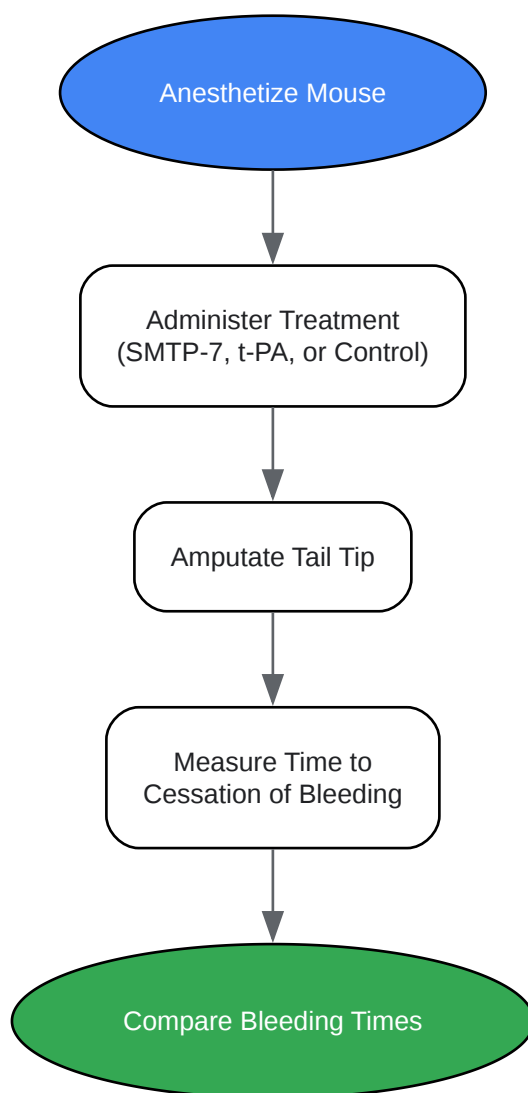 Anesthetize Mouse
Administer Treatment
(SMTP-7, t-PA, or Control)
Amputate Tail Tip
Measure Time to
Cessation of Bleeding
Compare Bleeding Times